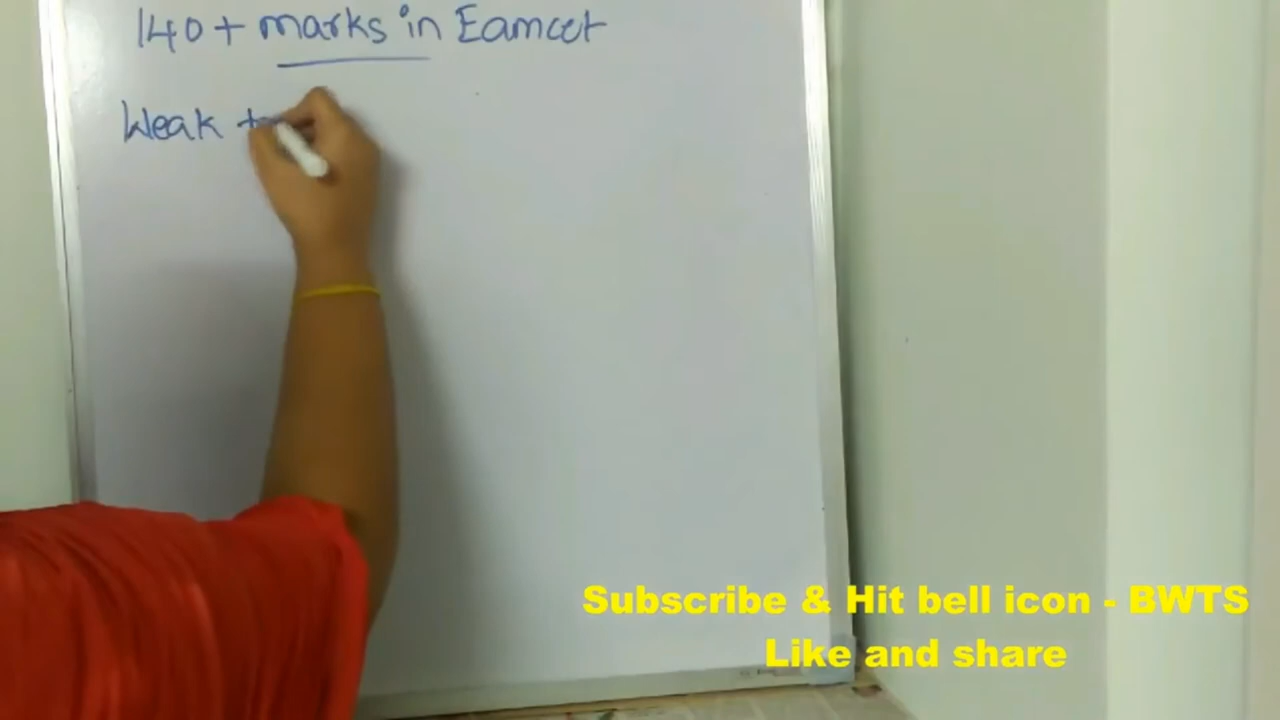 140+ marks in Eamcet
Weak
Subscribe & Hit bell icon - BWTS
Like and share